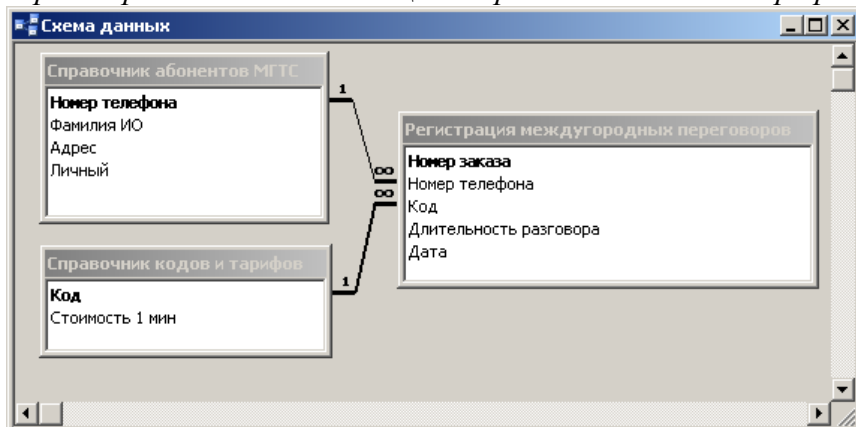 Схема данных
Справочник абонентов МГТС
Номер телефона
Фамилия ИО
Адрес
Личный
1
∞
∞
Регистрация междугородных переговоров
Номер заказа
Номер телефона
Код
Длительность разговора
Дата
Справочник кодов и тарифов
Код
Стоимость 1 мин
1